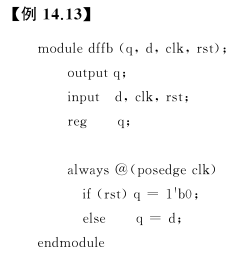 【例 14.13】
module dffb (q, d, clk, rst);
output q;
input d, clk, rst;
reg q;
always @(posedge clk)
if (rst) q = 1'b0;
else q = d;
endmodule